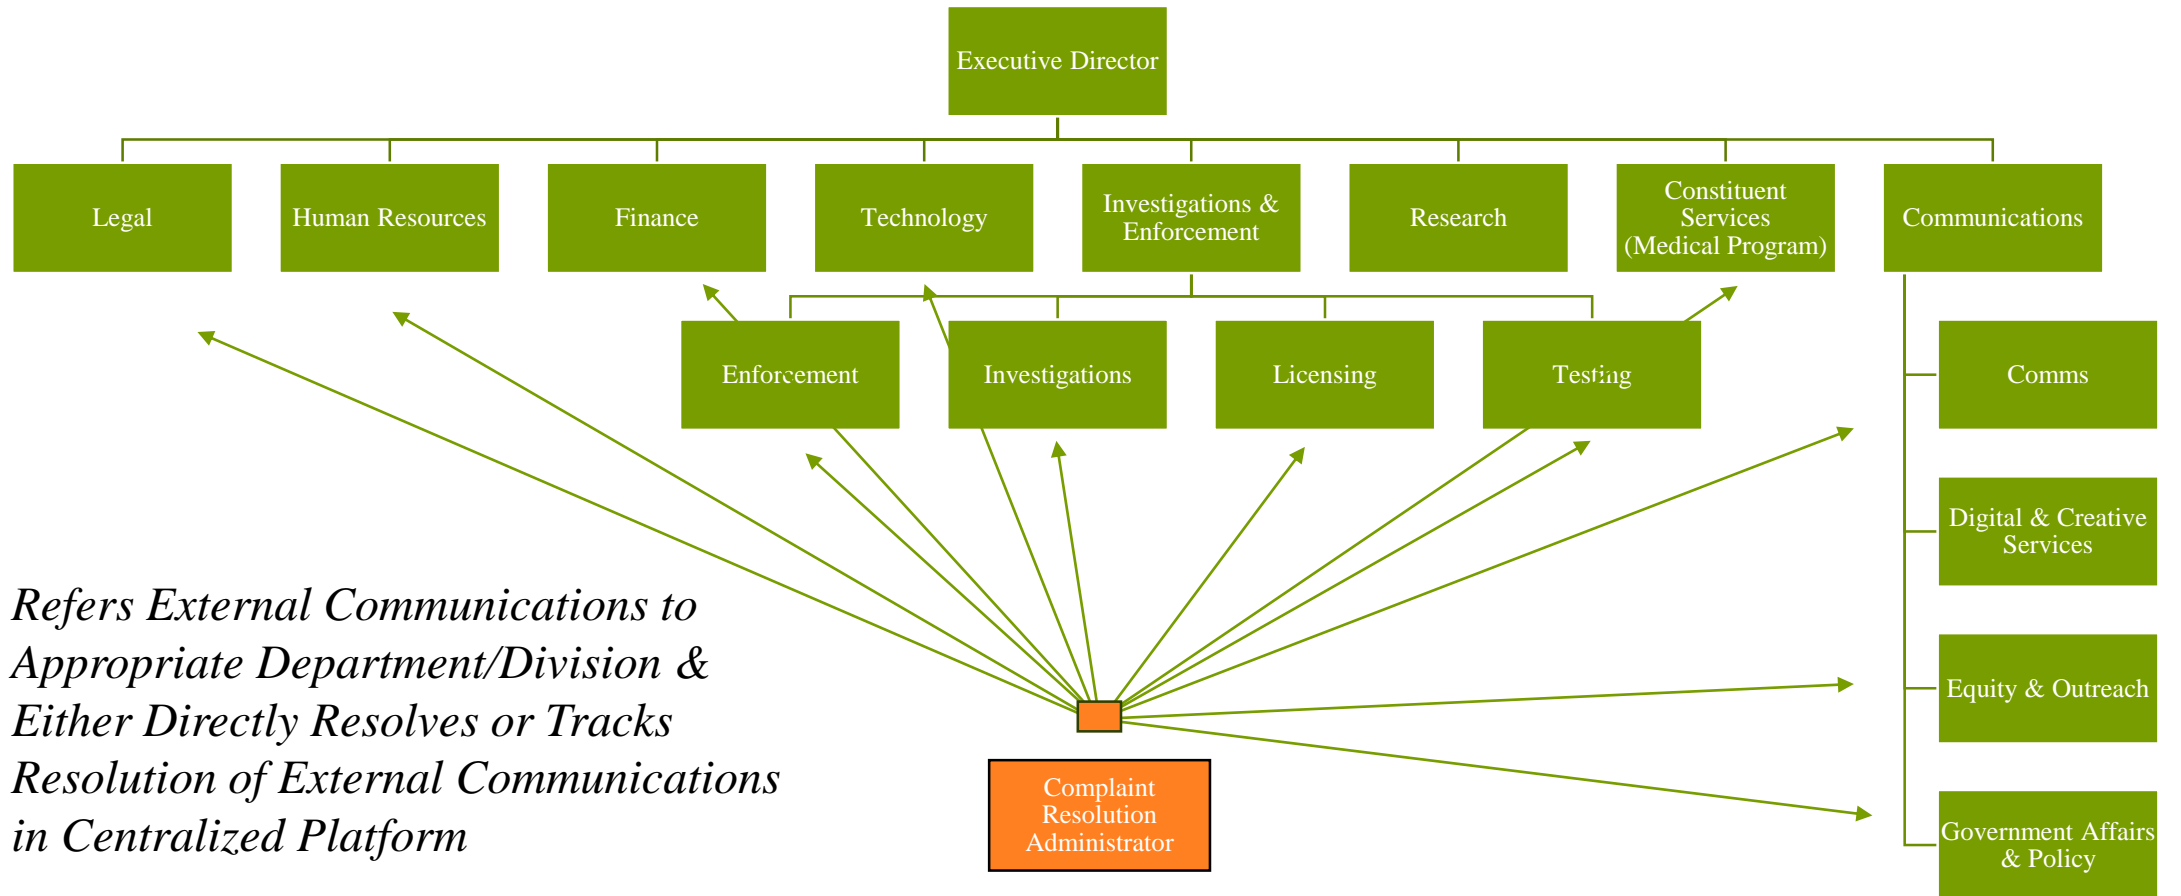 Executive Director
Legal
Human Resources
Finance
Technology
Investigations &
Enforcement
Research
Constituent
Services
(Medical Program)
Communications
Enforcement
Investigations
Licensing
Testing
Comms
Digital & Creative
Services
Equity & Outreach
Government Affairs
& Policy
Refers External Communications to
Appropriate Department/Division &
Either Directly Resolves or Tracks
Resolution of External Communications
in Centralized Platform
Complaint
Resolution
Administrator